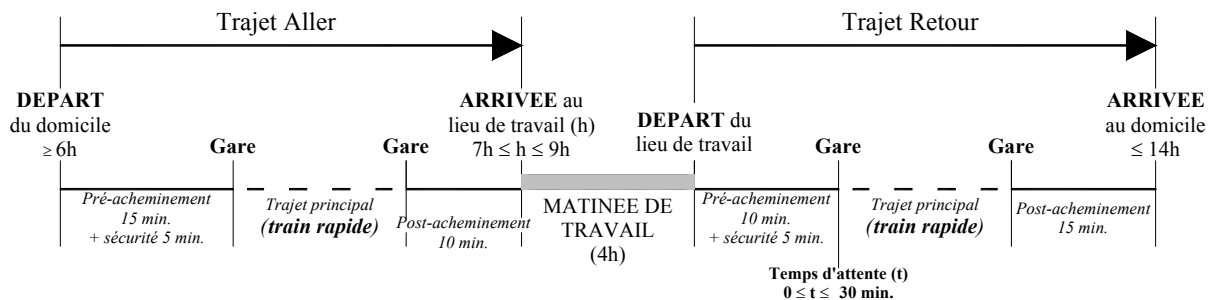 Trajet Aller
Trajet Retour
DEPART
du domicile
≥ 6h
Gare
Gare
ARRIVEE au
lieu de travail (h)
7h ≤ h ≤ 9h
DEPART du
lieu de travail
Gare
Gare
ARRIVEE
au domicile
≤ 14h
Pré-acheminement
15 min.
+ sécurité 5 min.
Trajet principal
(train rapide)
Post-acheminement
10 min.
MATINEE DE
TRAVAIL
(4h)
Pré-acheminement
10 min.
+ sécurité 5 min.
Trajet principal
(train rapide)
Post-acheminement
15 min.
Temps d'attente (t)
0 ≤ t ≤ 30 min.